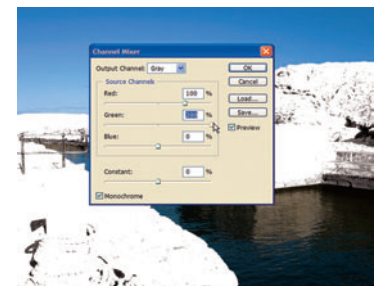 Channel Mixer
Output Channel: Gray
OK
Source Channels
Cancel
Red: 100 %
Load...
Green: %
Save...
Preview
Blue: 0 %
Constant: 0 %
Monochrome